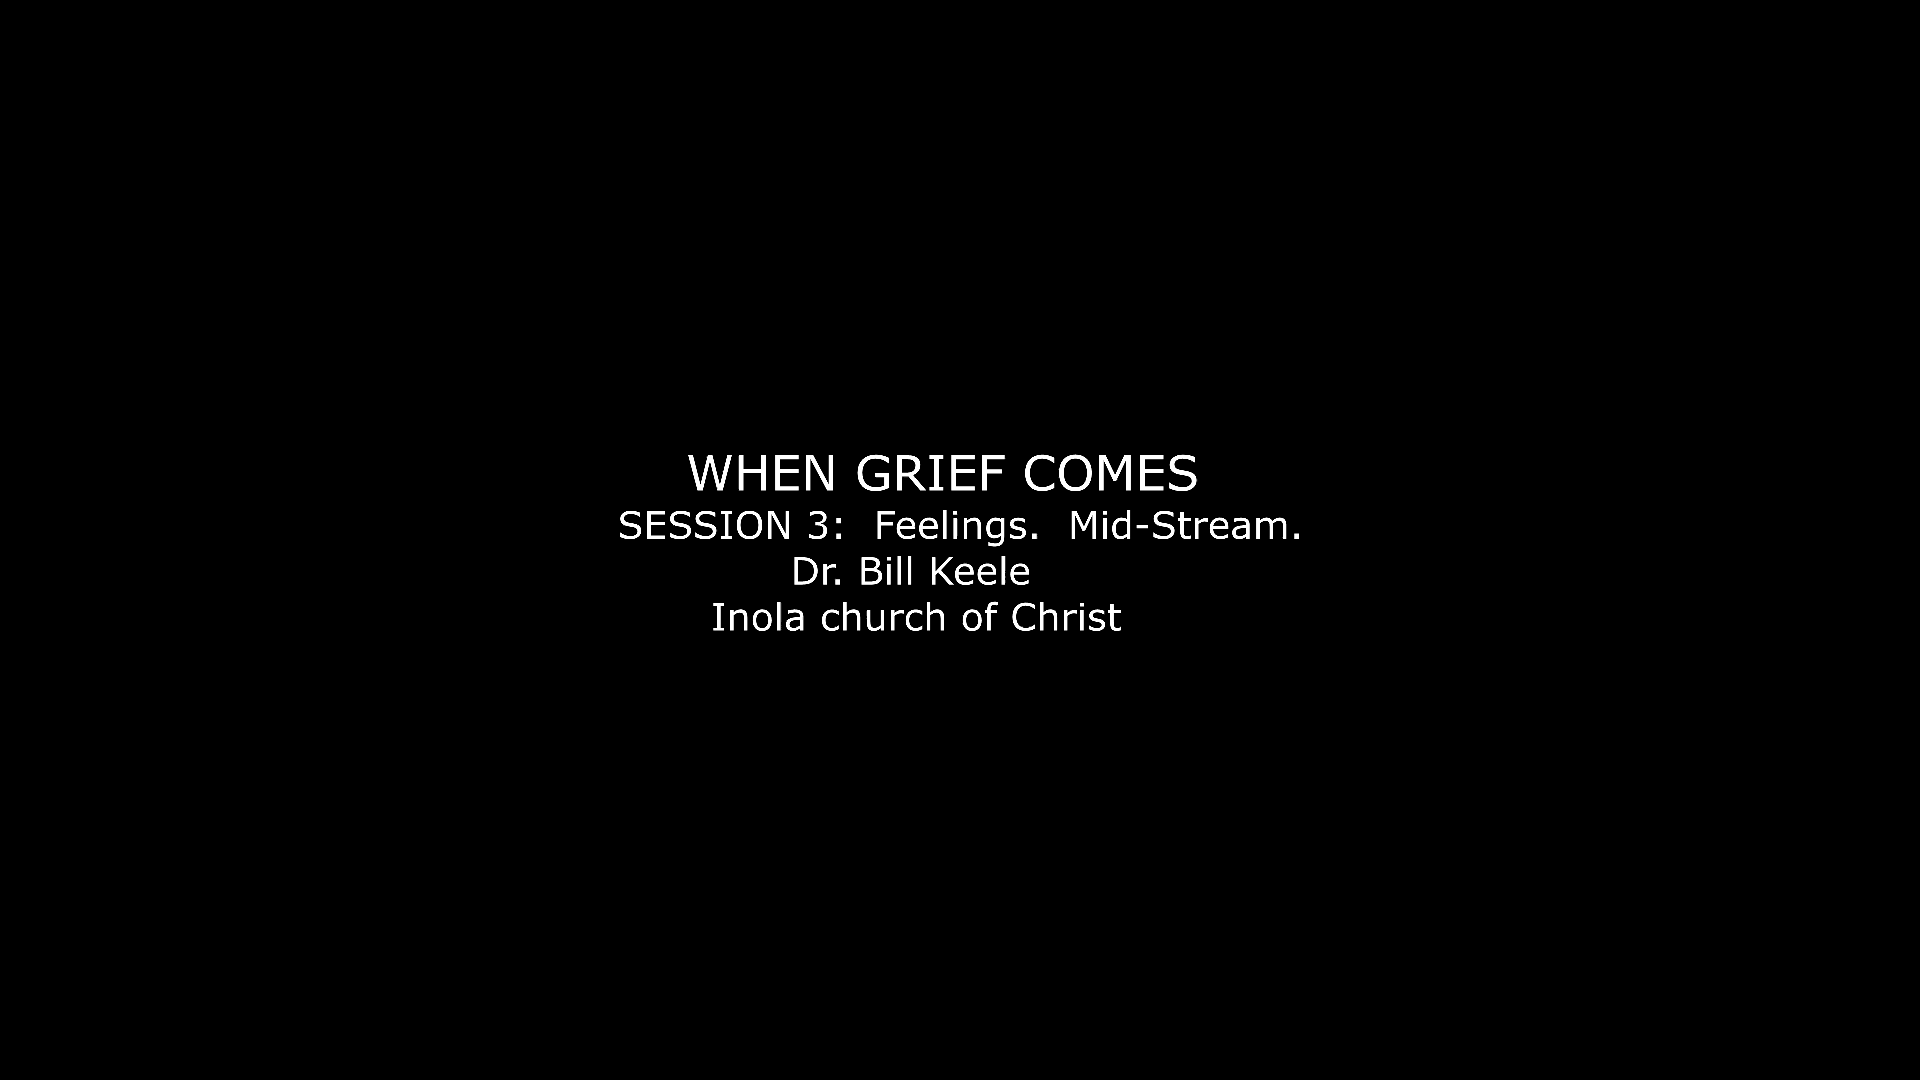 WHEN GRIEF COMES
SESSION 3:  Feelings.  Mid-Stream.
Dr. Bill Keele
Inola church of Christ